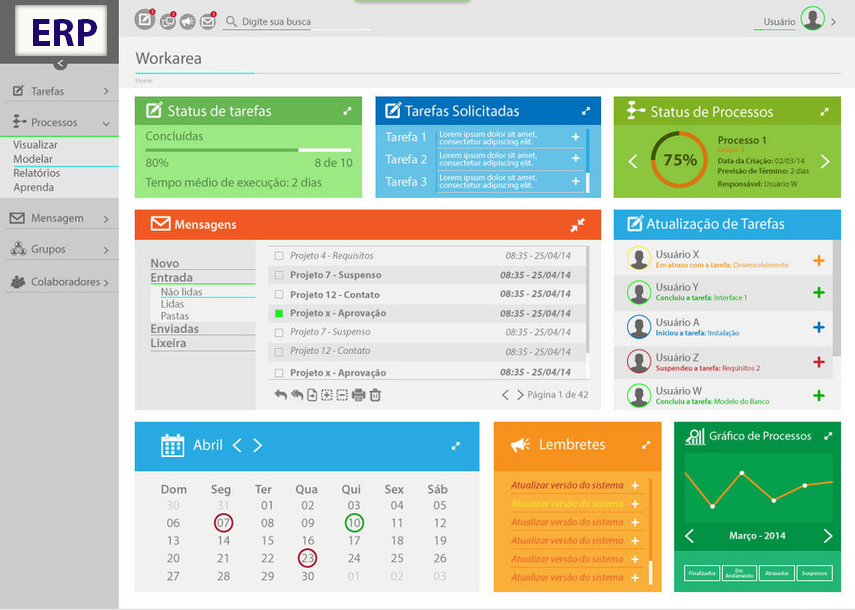 ERP
Digite sua busca
Usuário
Workarea
Home
Tarefas
Processos
Visualizar
Modelar
Relatórios
Aprenda
Mensagem
Grupos
Colaboradores
Status de tarefas
Concluídas
80%
8 de 10
Tempo médio de execução: 2 dias
Tarefas Solicitadas
Tarefa 1
Lorem ipsum dolor sit amet,
consectetur adipiscing elit.
Tarefa 2
Lorem ipsum dolor sit amet,
consectetur adipiscing elit.
Tarefa 3
Lorem ipsum dolor sit amet,
consectetur adipiscing elit.
Status de Processos
75%
Processo 1
Data da Criação: 02/03/14
Previsão de Término: 2 dias
Responsável: Usuário W
Mensagens
Novo
Entrada
Não lidas
Lidas
Pastas
Enviadas
Lixeira
Projeto 4 - Requisitos 08:35 - 25/04/14
Projeto 7 - Suspenso 08:35 - 25/04/14
Projeto 12 - Contato 08:35 - 25/04/14
Projeto x - Aprovação 08:35 - 25/04/14
Projeto 7 - Suspenso 08:35 - 25/04/14
Projeto 12 - Contato 08:35 - 25/04/14
Projeto x - Aprovação 08:35 - 25/04/14
Página 1 de 42
Atualização de Tarefas
Usuário X
Em atraso com a tarefa: Desenvolvimento
Usuário Y
Concluiu a tarefa: Interface 1
Usuário A
Iniciou a tarefa: Instalação
Usuário Z
Suspendeu a tarefa: Requisitos 2
Usuário W
Concluiu a tarefa: Modelo do Banco
Abril
Dom Seg Ter Qua Qui Sex Sáb
30 31 01 02 03 04 05
06 07 08 09 10 11 12
13 14 15 16 17 18 19
20 21 22 23 24 25 26
27 28 29 30 01 02 03
Lembretes
Atualizar versão do sistema
Atualizar versão do sistema
Atualizar versão do sistema
Atualizar versão do sistema
Atualizar versão do sistema
Atualizar versão do sistema
Gráfico de Processos
Março - 2014
Finalizados
Em
Andamento
Atrasados
Suspensos